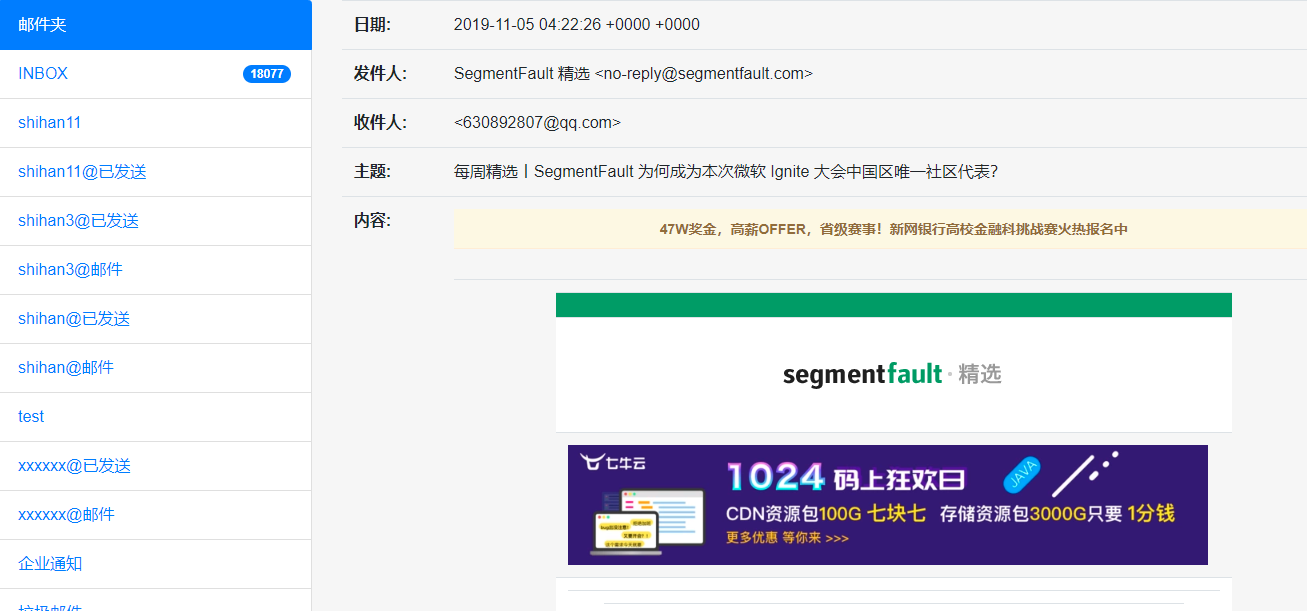 邮件夹
INBOX 18077
shihan11
shihan11@已发送
shihan3@已发送
shihan3@邮件
shihan@已发送
shihan@邮件
test
xxxxxx@已发送
xxxxxx@邮件
企业通知
垃圾邮件
日期: 2019-11-05 04:22:26 +0000 +0000
发件人: SegmentFault 精选 <no-reply@segmentfault.com>
收件人: <630892807@qq.com>
主题: 每周精选丨SegmentFault 为何成为本次微软 Ignite 大会中国区唯一社区代表?
内容:
47W奖金，高薪OFFER，省级赛事！新网银行高校金融科挑战赛火热报名中
segmentfault · 精选
七牛云
1024 码上狂欢日
JAVA
CDN资源包100G 七块七 存储资源包3000G只要 1分钱
更多优惠 等你来 >>>